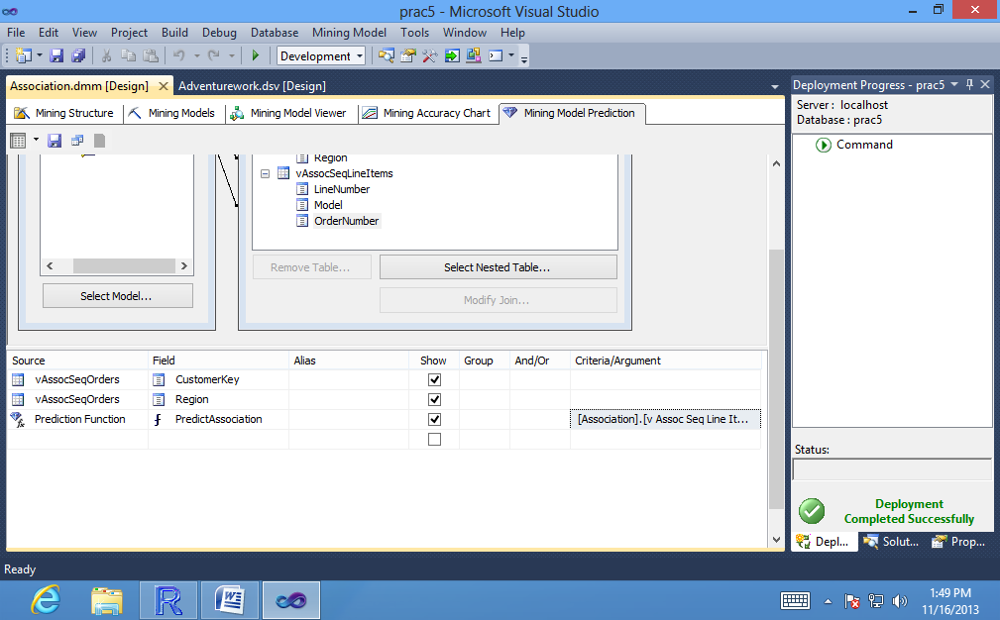 prac5 - Microsoft Visual Studio
File Edit View Project Build Debug Database Mining Model Tools Window Help
Development
Association.dmm [Design] Adventurework.dsv [Design]
Mining Structure Mining Models Mining Model Viewer Mining Accuracy Chart Mining Model Prediction
Region
vAssocSeqLineItems
LineNumber
Model
OrderNumber
Remove Table... Select Nested Table...
Select Model... Modify Join...
Source Field Alias Show Group And/Or Criteria/Argument
vAssocSeqOrders CustomerKey
vAssocSeqOrders Region
Prediction Function PredictAssociation [Association].[v Assoc Seq Line It...
Deployment Progress - prac5
Server : localhost
Database : prac5
Command
Status:
Deployment
Completed Successfully
Depl... Solut... Prop...
Ready
1:49 PM
11/16/2013